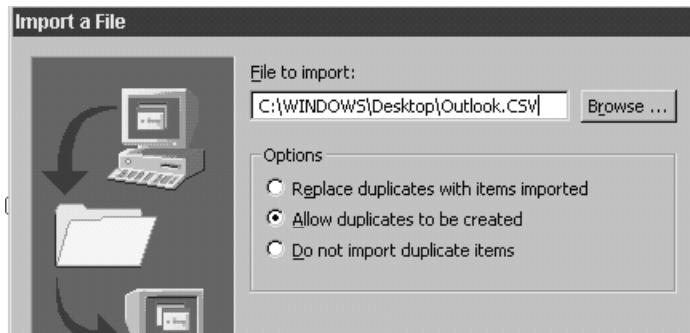 Import a File
File to import:
C:\WINDOWS\Desktop\Outlook.CSV
Browse ...
Options
Replace duplicates with items imported
Allow duplicates to be created
Do not import duplicate items